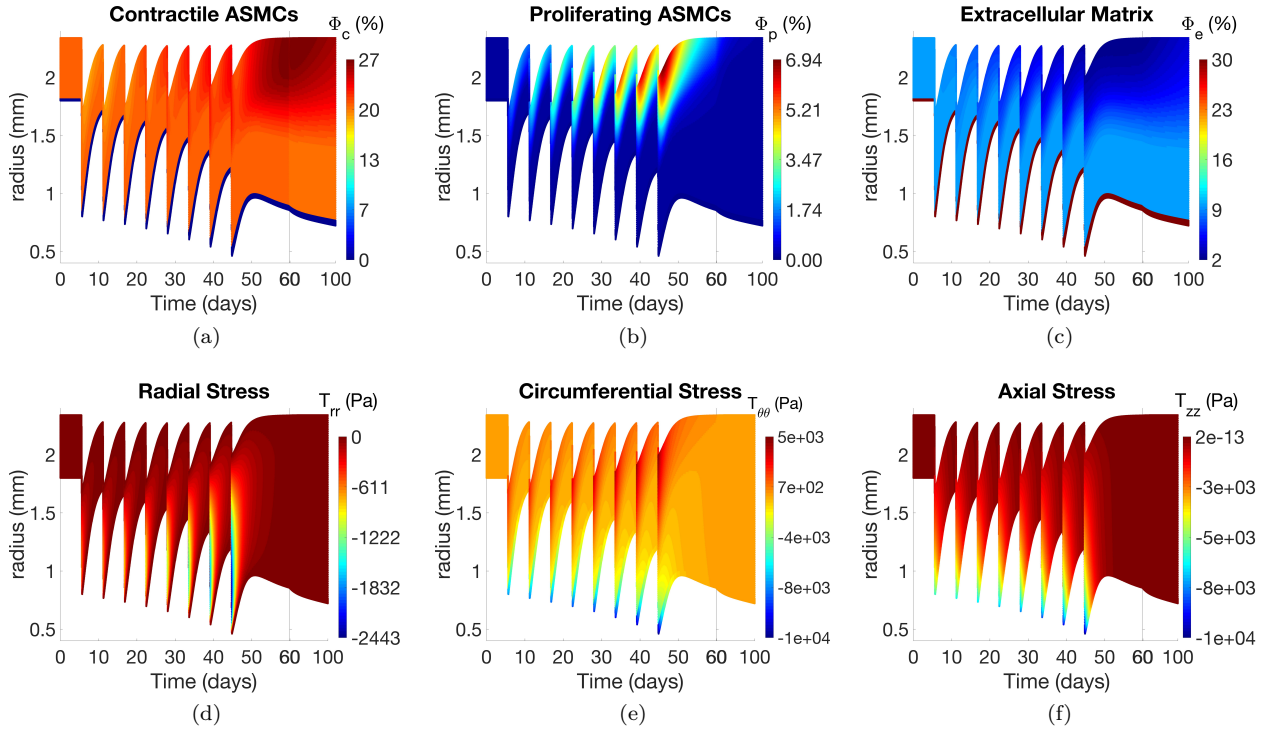 Contractile ASMCs
Φc (%)
radius (mm)
2
1.5
1
0.5
0 10 20 30 40 50 60 100
Time (days)
27
20
13
7
0
(a)
Proliferating ASMCs
Φp (%)
2
1.5
1
0.5
0 10 20 30 40 50 60 100
Time (days)
6.94
5.21
3.47
1.74
0.00
(b)
Extracellular Matrix
Φe (%)
radius (mm)
2
1.5
1
0.5
0 10 20 30 40 50 60 100
Time (days)
30
23
16
9
2
(c)
Radial Stress
Trr (Pa)
radius (mm)
2
1.5
1
0.5
0 10 20 30 40 50 60 100
Time (days)
0
-611
-1222
-1832
-2443
(d)
Circumferential Stress
Tθθ (Pa)
radius (mm)
2
1.5
1
0.5
0 10 20 30 40 50 60 100
Time (days)
5e+03
7e+02
-4e+03
-8e+03
-1e+04
(e)
Axial Stress
Tzz (Pa)
radius (mm)
2
1.5
1
0.5
0 10 20 30 40 50 60 100
Time (days)
2e-13
-3e+03
-5e+03
-8e+03
-1e+04
(f)